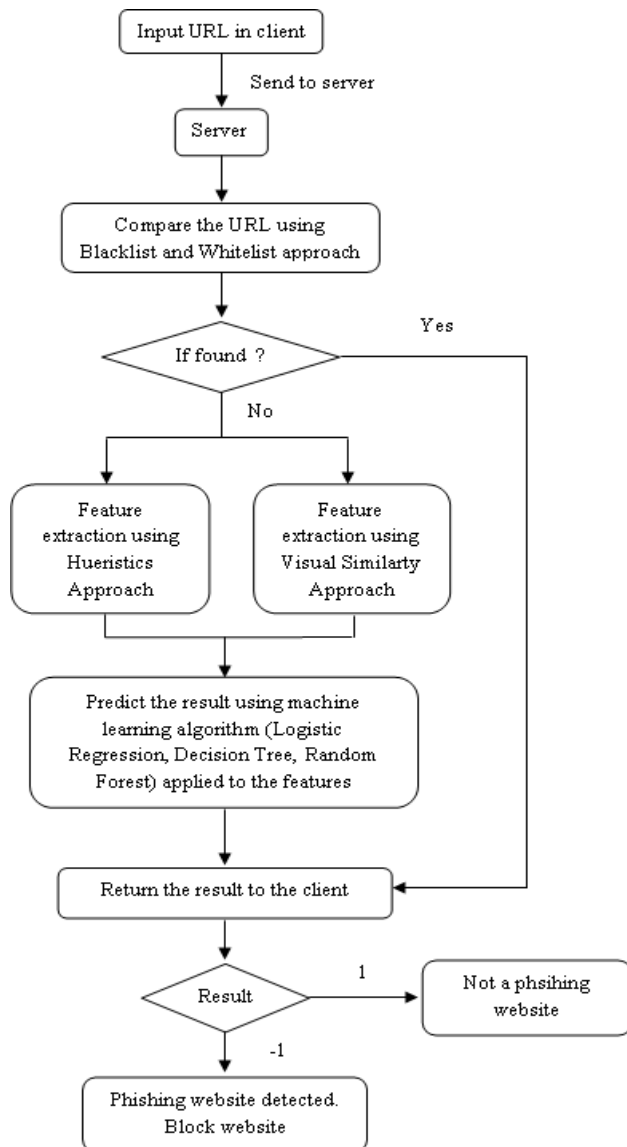 Input URL in client
Send to server
Server
Compare the URL using
Blacklist and Whitelist approach
Yes
If found ?
No
Feature
extraction using
Hueristics
Approach
Feature
extraction using
Visual Similarty
Approach
Predict the result using machine
learning algorithm (Logistic
Regression, Decision Tree, Random
Forest) applied to the features
Return the result to the client
Result
1
Not a phsihing
website
-1
Phishing website detected.
Block website